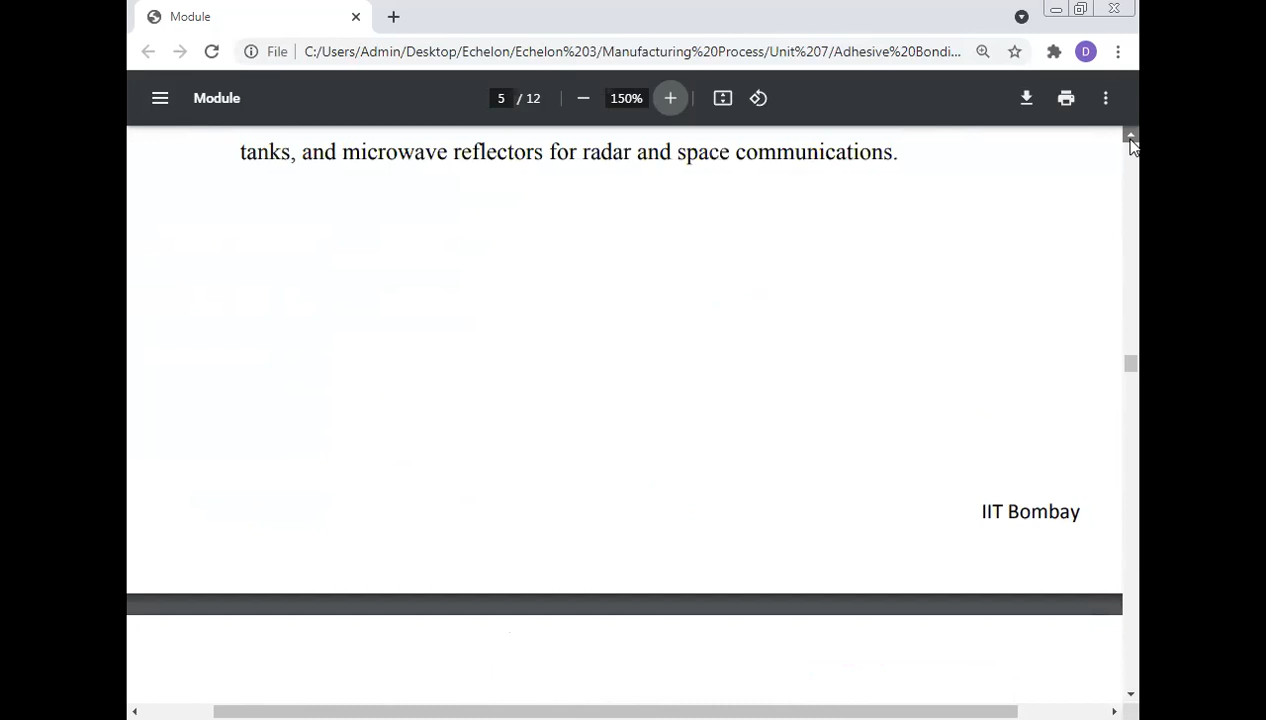 Module
File
C:/Users/Admin/Desktop/Echelon/Echelon%203/Manufacturing%20Process/Unit%207/Adhesive%20Bondi...
D
Module
5 / 12
150%
tanks, and microwave reflectors for radar and space communications.
IIT Bombay